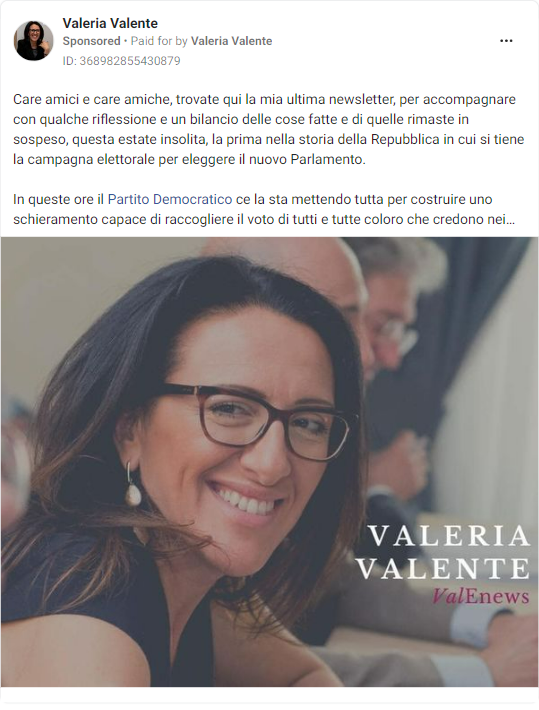 Valeria Valente
Sponsored • Paid for by Valeria Valente
ID: 368982855430879
Care amici e care amiche, trovate qui la mia ultima newsletter, per accompagnare
con qualche riflessione e un bilancio delle cose fatte e di quelle rimaste in
sospeso, questa estate insolita, la prima nella storia della Repubblica in cui si tiene
la campagna elettorale per eleggere il nuovo Parlamento.
In queste ore il Partito Democratico ce la sta mettendo tutta per costruire uno
schieramento capace di raccogliere il voto di tutti e tutte coloro che credono nei...
VALERIA
VALENTE
ValEnews